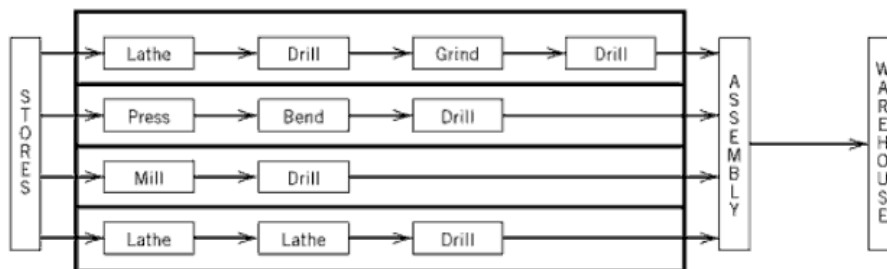 STORES
Lathe Drill Grind Drill
Press Bend Drill
Mill Drill
Lathe Lathe Drill
ASSEMBLY
WAREHOUSE